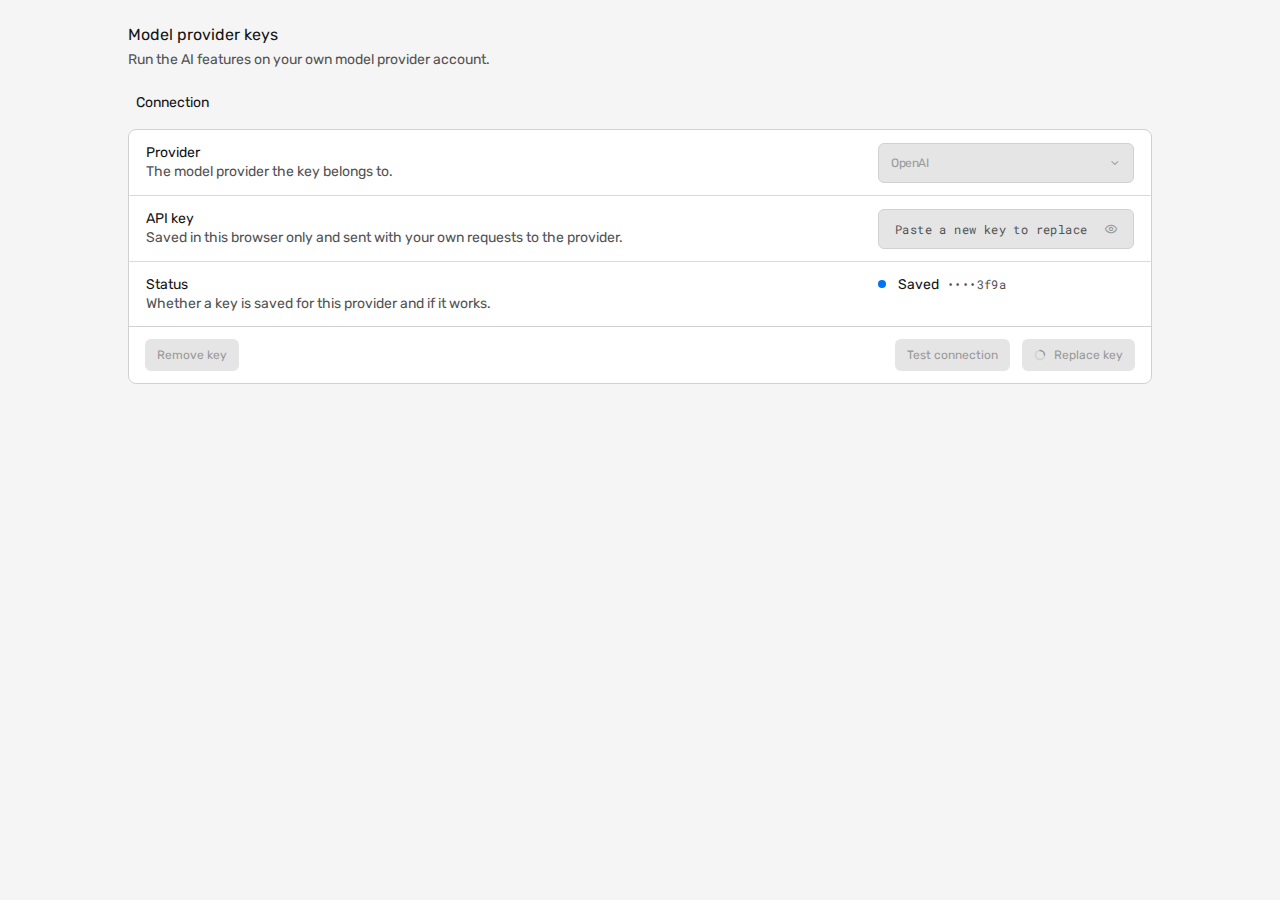 Model provider keys
Run the AI features on your own model provider account.
Connection
Provider
The model provider the key belongs to.
OpenAI
API key
Saved in this browser only and sent with your own requests to the provider.
Paste a new key to replace
Status
Whether a key is saved for this provider and if it works.
Saved ••••3f9a
Remove key
Test connection
Replace key